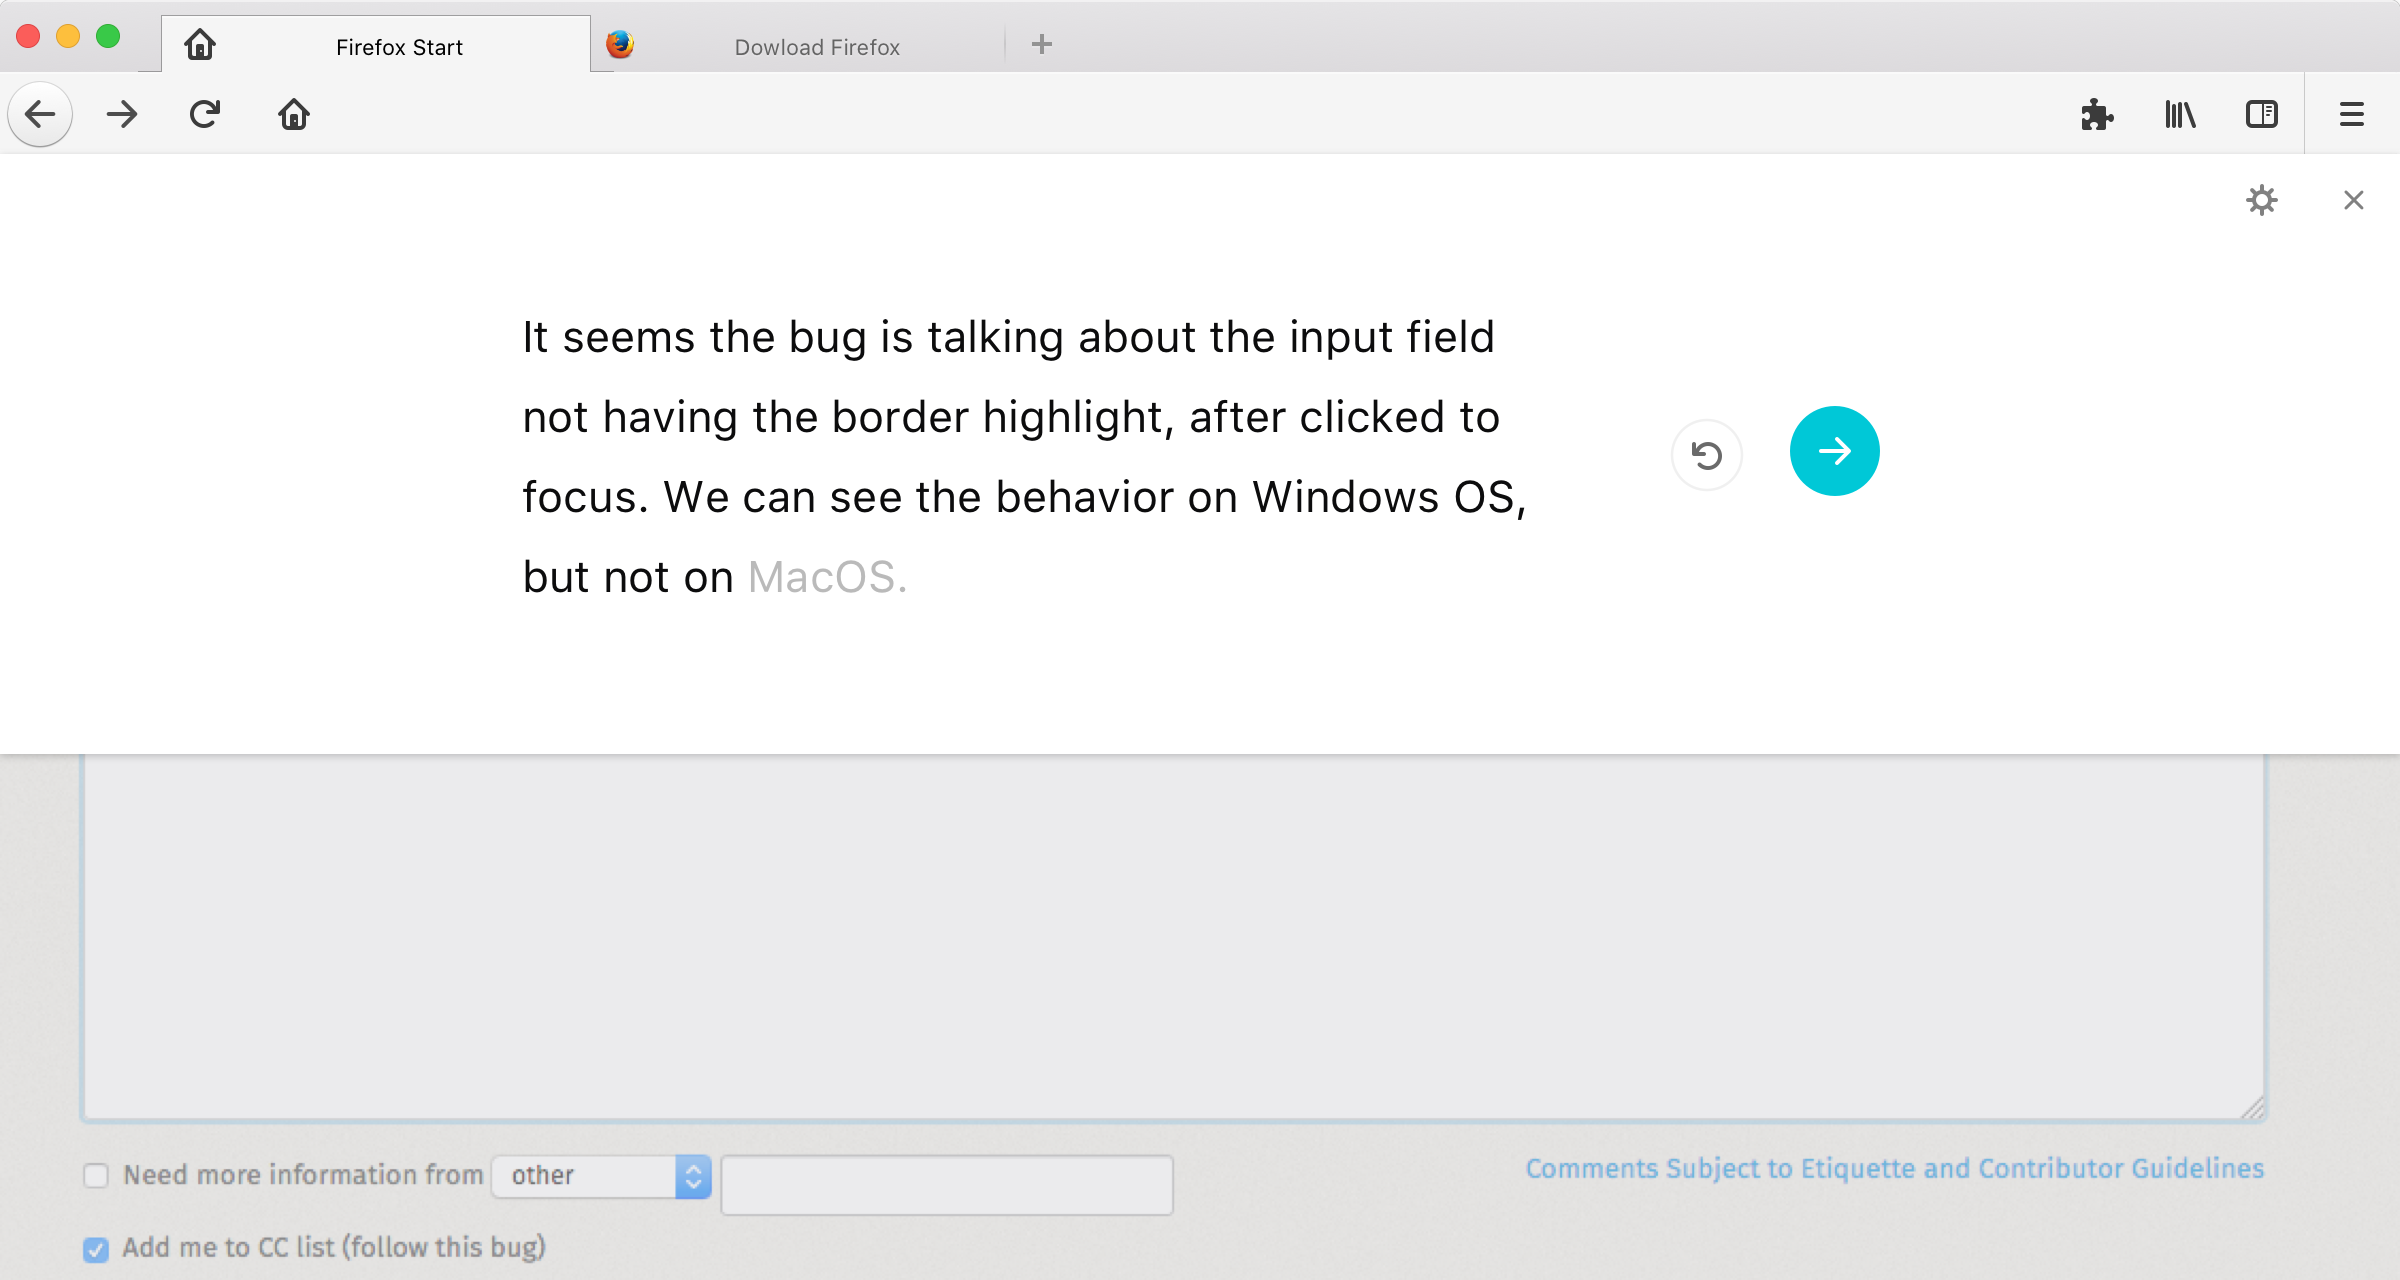 Firefox Start
Dowload Firefox
It seems the bug is talking about the input field
not having the border highlight, after clicked to
focus. We can see the behavior on Windows OS,
but not on MacOS.
Need more information from other
Comments Subject to Etiquette and Contributor Guidelines
Add me to CC list (follow this bug)